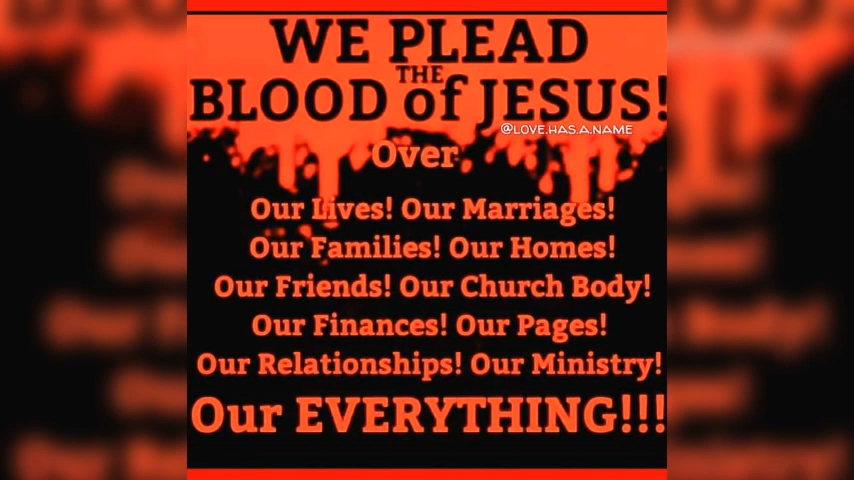 WE PLEAD
THE
BLOOD of JESUS!
@LOVE.HAS.A.NAME
Over
Our Lives! Our Marriages!
Our Families! Our Homes!
Our Friends! Our Church Body!
Our Finances! Our Pages!
Our Relationships! Our Ministry!
Our EVERYTHING!!!